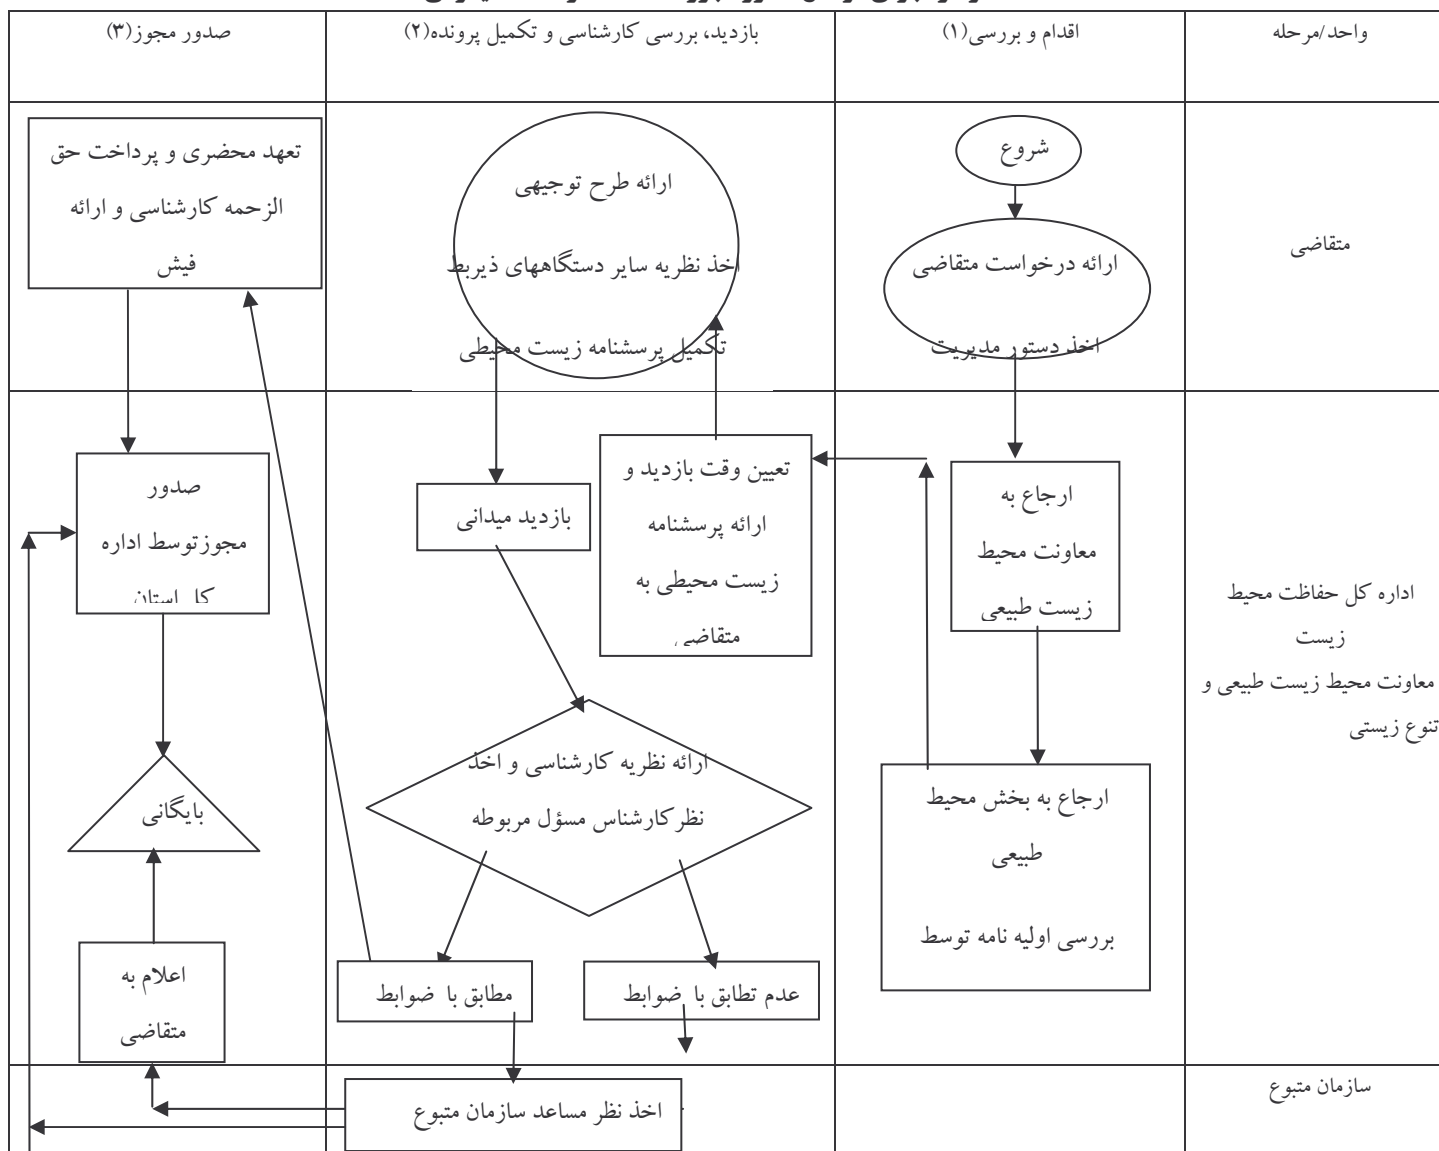 واحد/مرحله
اقدام و بررسی(۱)
بازدید، بررسی کارشناسی و تکمیل پرونده(۲)
صدور مجوز(۳)
متقاضی
شروع
ارائه درخواست متقاضی
اخذ دستور مدیریت
ارائه طرح توجیهی
اخذ نظریه سایر دستگاههای ذیربط
تکمیل پرسشنامه زیست محیطی
تعهد محضری و پرداخت حق
الزحمه کارشناسی و ارائه
فیش
اداره کل حفاظت محیط
زیست
معاونت محیط زیست طبیعی و
تنوع زیستی
ارجاع به
معاونت محیط
زیست طبیعی
ارجاع به بخش محیط
طبیعی
بررسی اولیه نامه توسط
تعیین وقت بازدید و
ارائه پرسشنامه
زیست محیطی به
متقاضی
بازدید میدانی
ارائه نظریه کارشناسی و اخذ
نظرکارشناس مسؤل مربوطه
عدم تطابق با ضوابط
مطابق با ضوابط
صدور
مجوزتوسط اداره
کل استان
بایگانی
اعلام به
متقاضی
سازمان متبوع
اخذ نظر مساعد سازمان متبوع